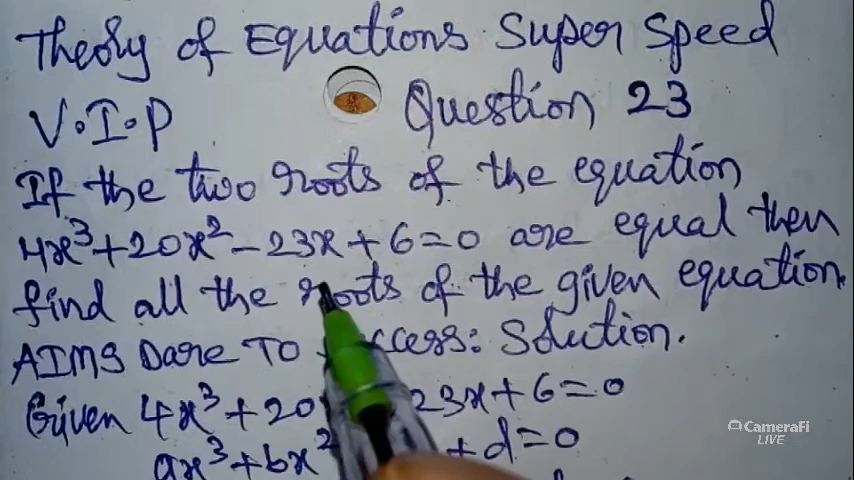 Theory of Equations Super Speed
V.I.P Question 23
If the two roots of the equation
4x³+20x²-23x+6=0 are equal then
find all the roots of the given equation.
AIMS Dare To Success: Solution.
Given 4x³+20 23x+6=0
ax³+bx² +d=0
CameraFi
LIVE